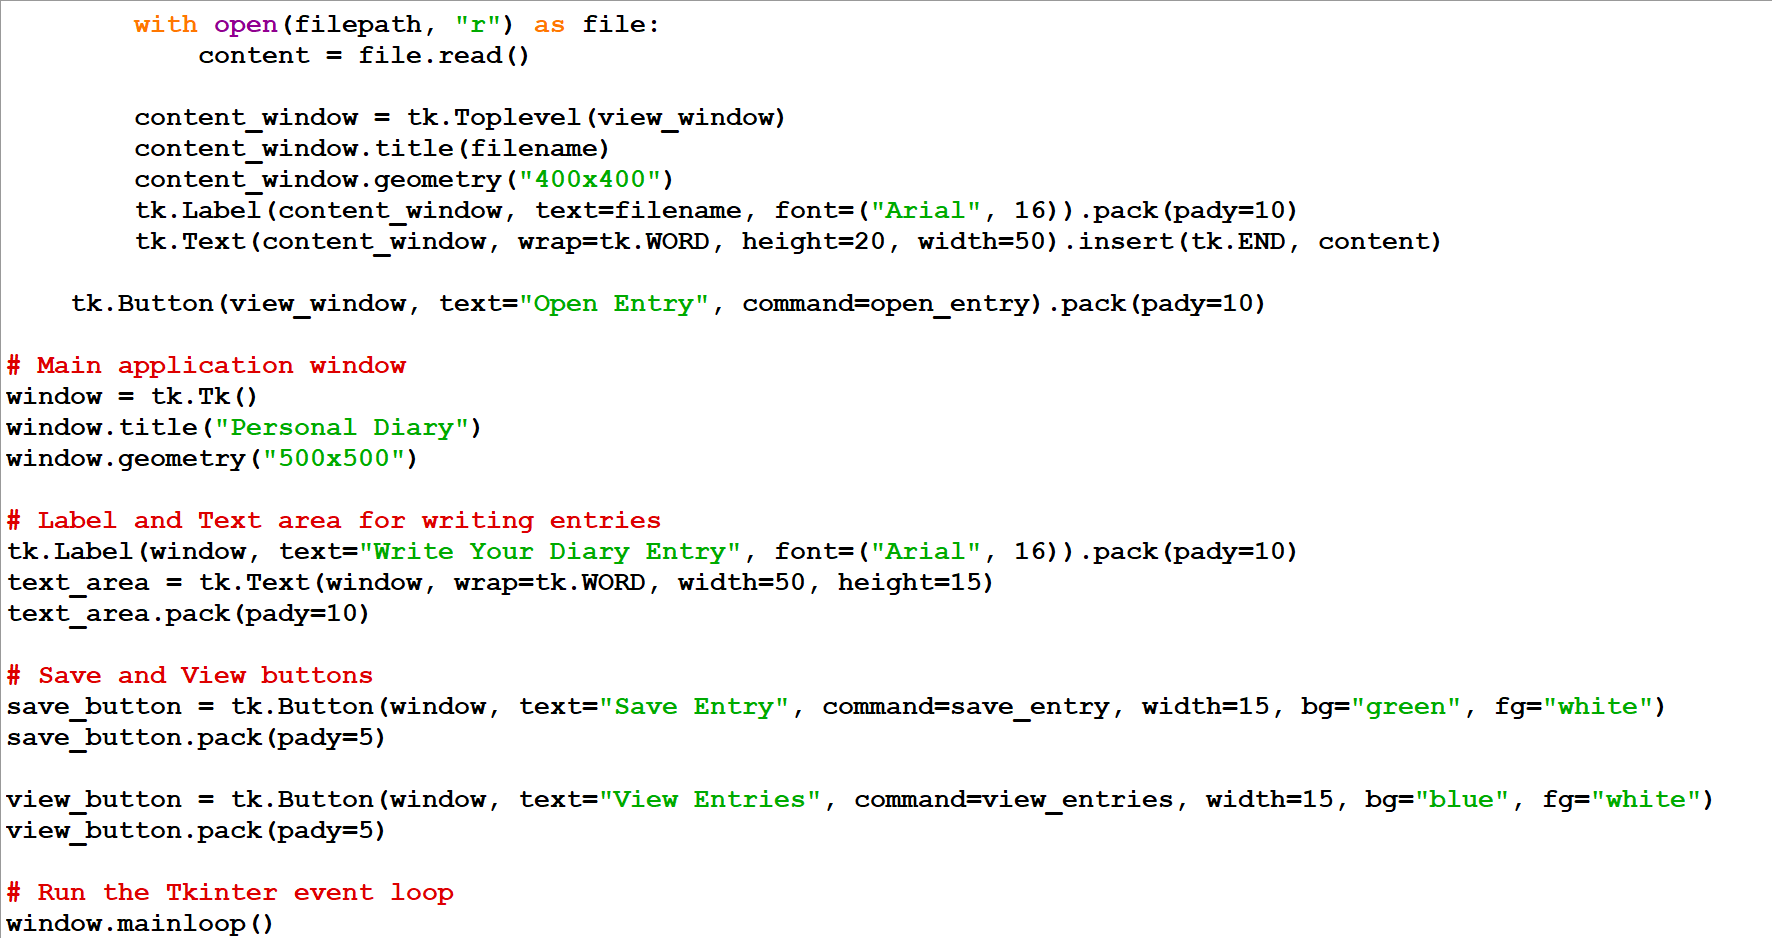 with open(filepath, "r") as file:
            content = file.read()

        content_window = tk.Toplevel(view_window)
        content_window.title(filename)
        content_window.geometry("400x400")
        tk.Label(content_window, text=filename, font=("Arial", 16)).pack(pady=10)
        tk.Text(content_window, wrap=tk.WORD, height=20, width=50).insert(tk.END, content)

    tk.Button(view_window, text="Open Entry", command=open_entry).pack(pady=10)

# Main application window
window = tk.Tk()
window.title("Personal Diary")
window.geometry("500x500")

# Label and Text area for writing entries
tk.Label(window, text="Write Your Diary Entry", font=("Arial", 16)).pack(pady=10)
text_area = tk.Text(window, wrap=tk.WORD, width=50, height=15)
text_area.pack(pady=10)

# Save and View buttons
save_button = tk.Button(window, text="Save Entry", command=save_entry, width=15, bg="green", fg="white")
save_button.pack(pady=5)

view_button = tk.Button(window, text="View Entries", command=view_entries, width=15, bg="blue", fg="white")
view_button.pack(pady=5)

# Run the Tkinter event loop
window.mainloop()